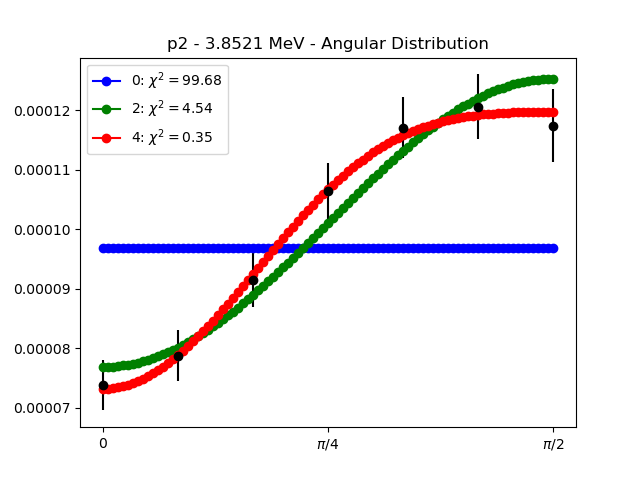 p2 - 3.8521 MeV - Angular Distribution
0: χ² = 99.68
2: χ² = 4.54
4: χ² = 0.35
0.00012
0.00011
0.00010
0.00009
0.00008
0.00007
0 π/4 π/2